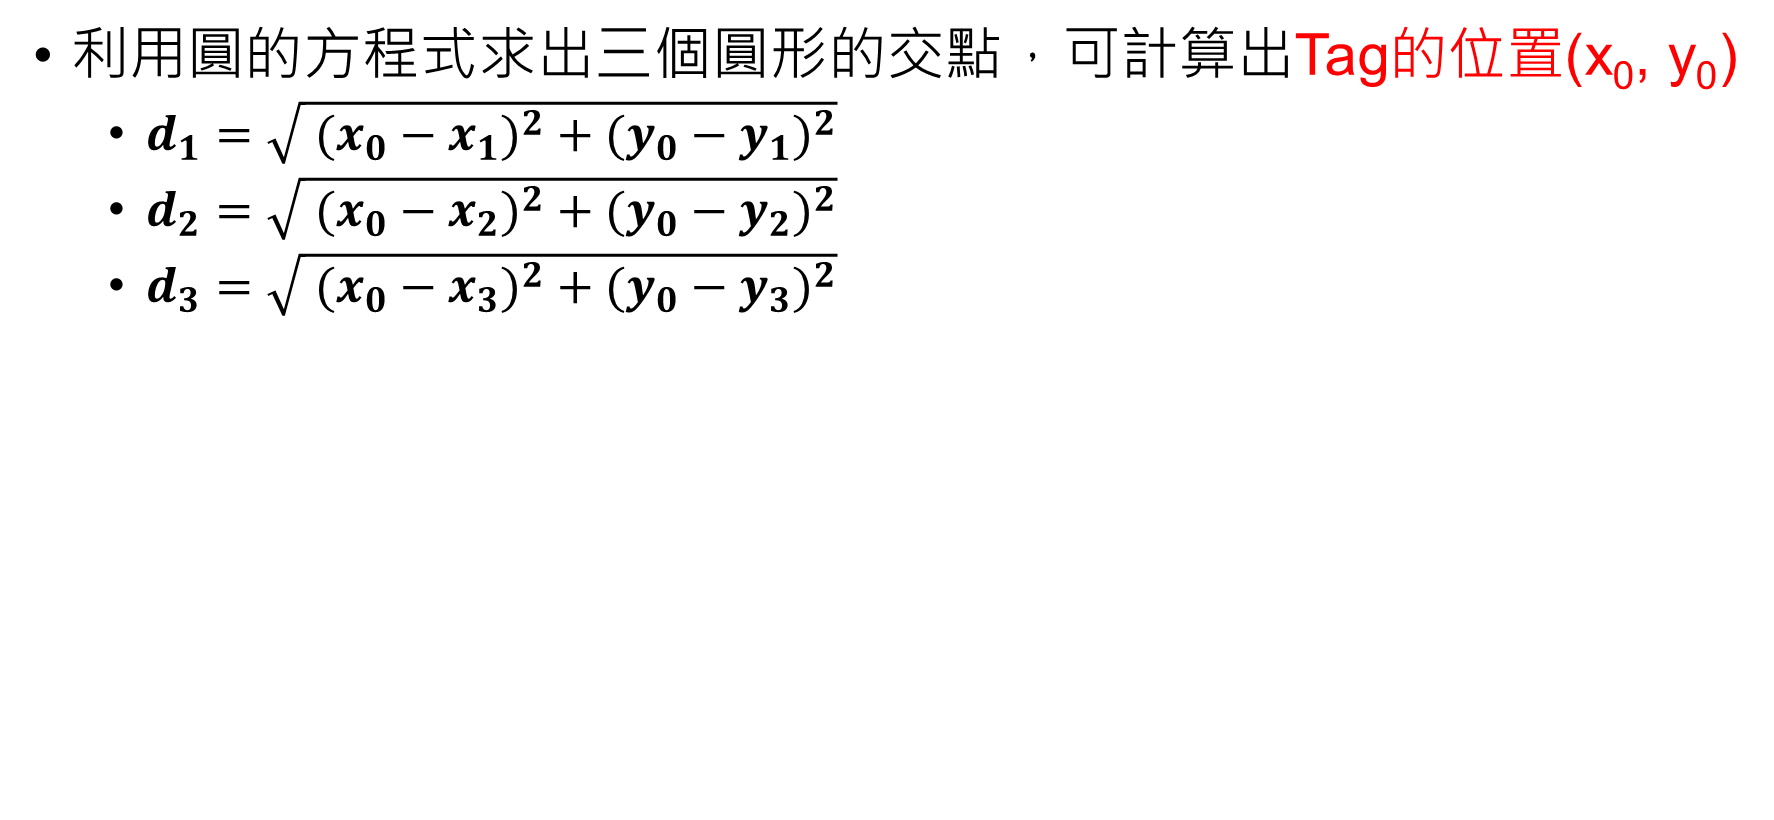 • 利用圓的方程式求出三個圓形的交點，可計算出Tag的位置(x₀, y₀)
• d₁ = √(x₀ − x₁)² + (y₀ − y₁)²
• d₂ = √(x₀ − x₂)² + (y₀ − y₂)²
• d₃ = √(x₀ − x₃)² + (y₀ − y₃)²